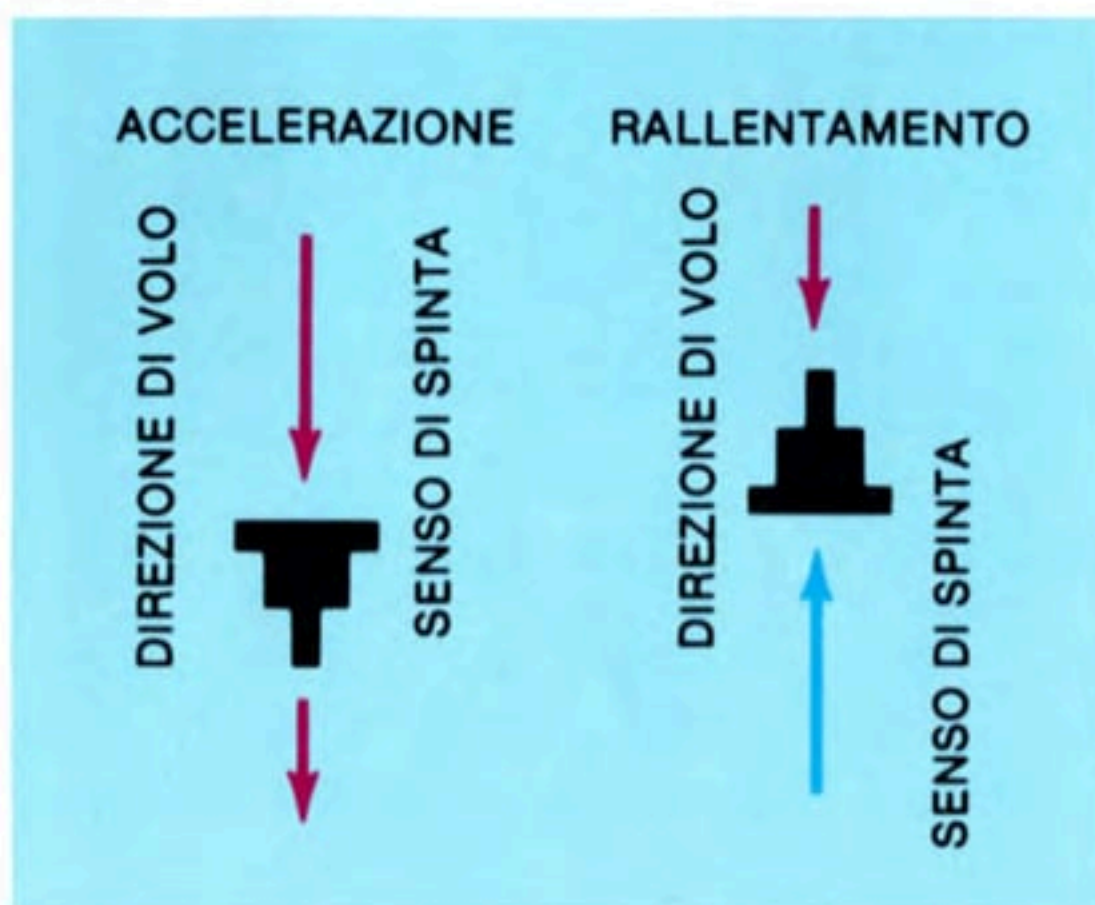 ACCELERAZIONE
DIREZIONE DI VOLO
SENSO DI SPINTA
RALLENTAMENTO
DIREZIONE DI VOLO
SENSO DI SPINTA